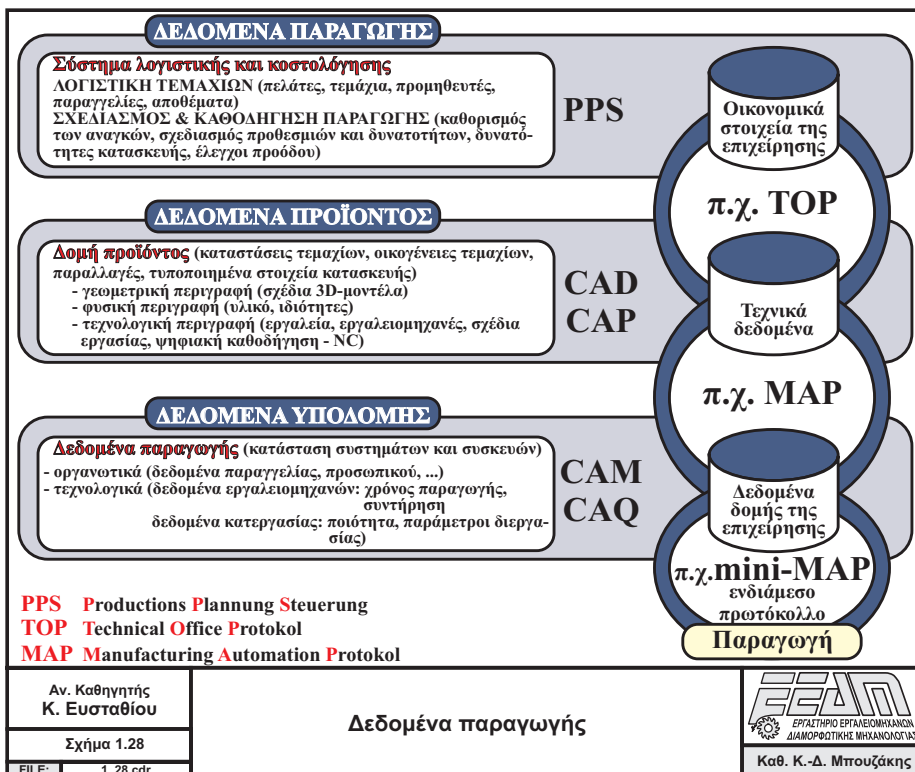 ΔΕΔΟΜΕΝΑ ΠΑΡΑΓΩΓΗΣ
Σύστημα λογιστικής και κοστολόγησης
ΛΟΓΙΣΤΙΚΗ ΤΕΜΑΧΙΩΝ (πελάτες, τεμάχια, προμηθευτές,
παραγγελίες, αποθέματα)
ΣΧΕΔΙΑΣΜΟΣ & ΚΑΘΟΔΗΓΗΣΗ ΠΑΡΑΓΩΓΗΣ (καθορισμός
των αναγκών, σχεδιασμός προθεσμιών και δυνατοτήτων, δυνατό-
τητες κατασκευής, έλεγχοι προόδου)
PPS
Οικονομικά
στοιχεία της
επιχείρησης
π.χ. TOP
ΔΕΔΟΜΕΝΑ ΠΡΟΪΟΝΤΟΣ
Δομή προϊόντος (καταστάσεις τεμαχίων, οικογένειες τεμαχίων,
παραλλαγές, τυποποιημένα στοιχεία κατασκευής)
- γεωμετρική περιγραφή (σχέδια 3D-μοντέλα)
- φυσική περιγραφή (υλικό, ιδιότητες)
- τεχνολογική περιγραφή (εργαλεία, εργαλειομηχανές, σχέδια
εργασίας, ψηφιακή καθοδήγηση - NC)
CAD
CAP
Τεχνικά
δεδομένα
π.χ. MAP
ΔΕΔΟΜΕΝΑ ΥΠΟΔΟΜΗΣ
Δεδομένα παραγωγής (κατάσταση συστημάτων και συσκευών)
- οργανωτικά (δεδομένα παραγγελίας, προσωπικού, ...)
- τεχνολογικά (δεδομένα εργαλειομηχανών: χρόνος παραγωγής,
συντήρηση
δεδομένα κατεργασίας: ποιότητα, παράμετροι διεργα-
σίας)
CAM
CAQ
Δεδομένα
δομής της
επιχείρησης
π.χ.mini-MAP
ενδιάμεσο
πρωτόκολλο
Παραγωγή
PPS Productions Plannung Steuerung
TOP Technical Office Protokol
MAP Manufacturing Automation Protokol
Αν. Καθηγητής
Κ. Ευσταθίου
Σχήμα 1.28
FILE: 1_28.cdr
Δεδομένα παραγωγής
ΕΕΔΜ
ΕΡΓΑΣΤΗΡΙΟ ΕΡΓΑΛΕΙΟΜΗΧΑΝΩΝ
ΔΙΑΜΟΡΦΩΤΙΚΗΣ ΜΗΧΑΝΟΛΟΓΙΑΣ
Καθ. Κ.-Δ. Μπουζάκης